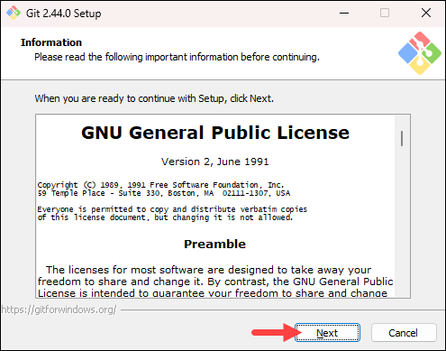 Git 2.44.0 Setup
Information
Please read the following important information before continuing.
When you are ready to continue with Setup, click Next.
GNU General Public License
Version 2, June 1991
Copyright (C) 1989, 1991 Free Software Foundation, Inc.
59 Temple Place - Suite 330, Boston, MA  02111-1307, USA
Everyone is permitted to copy and distribute verbatim copies
of this license document, but changing it is not allowed.
Preamble
The licenses for most software are designed to take away your
freedom to share and change it. By contrast, the GNU General Public
License is intended to guarantee your freedom to share and change
https://gitforwindows.org/
Next
Cancel